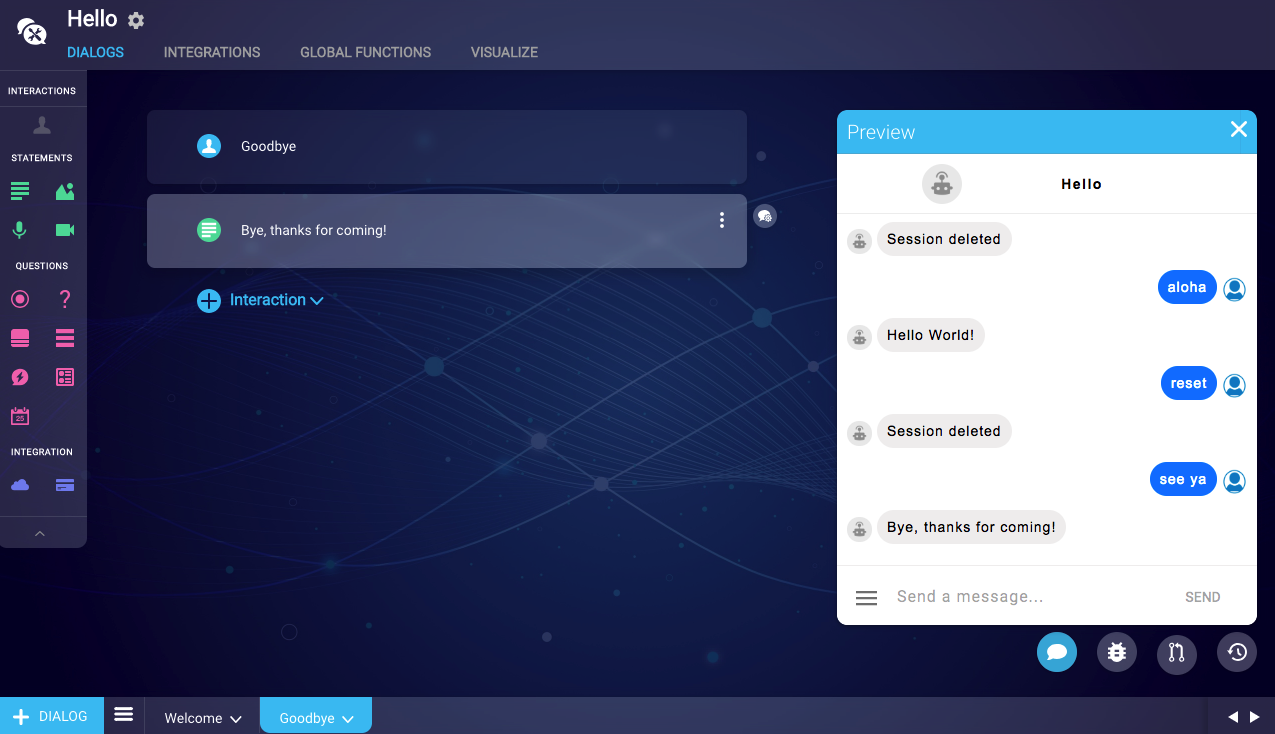 Hello
DIALOGS INTEGRATIONS GLOBAL FUNCTIONS VISUALIZE
INTERACTIONS
STATEMENTS
QUESTIONS
25
INTEGRATION
Goodbye
Bye, thanks for coming!
Interaction
Preview
Hello
Session deleted
aloha
Hello World!
reset
Session deleted
see ya
Bye, thanks for coming!
Send a message... SEND
DIALOG Welcome Goodbye